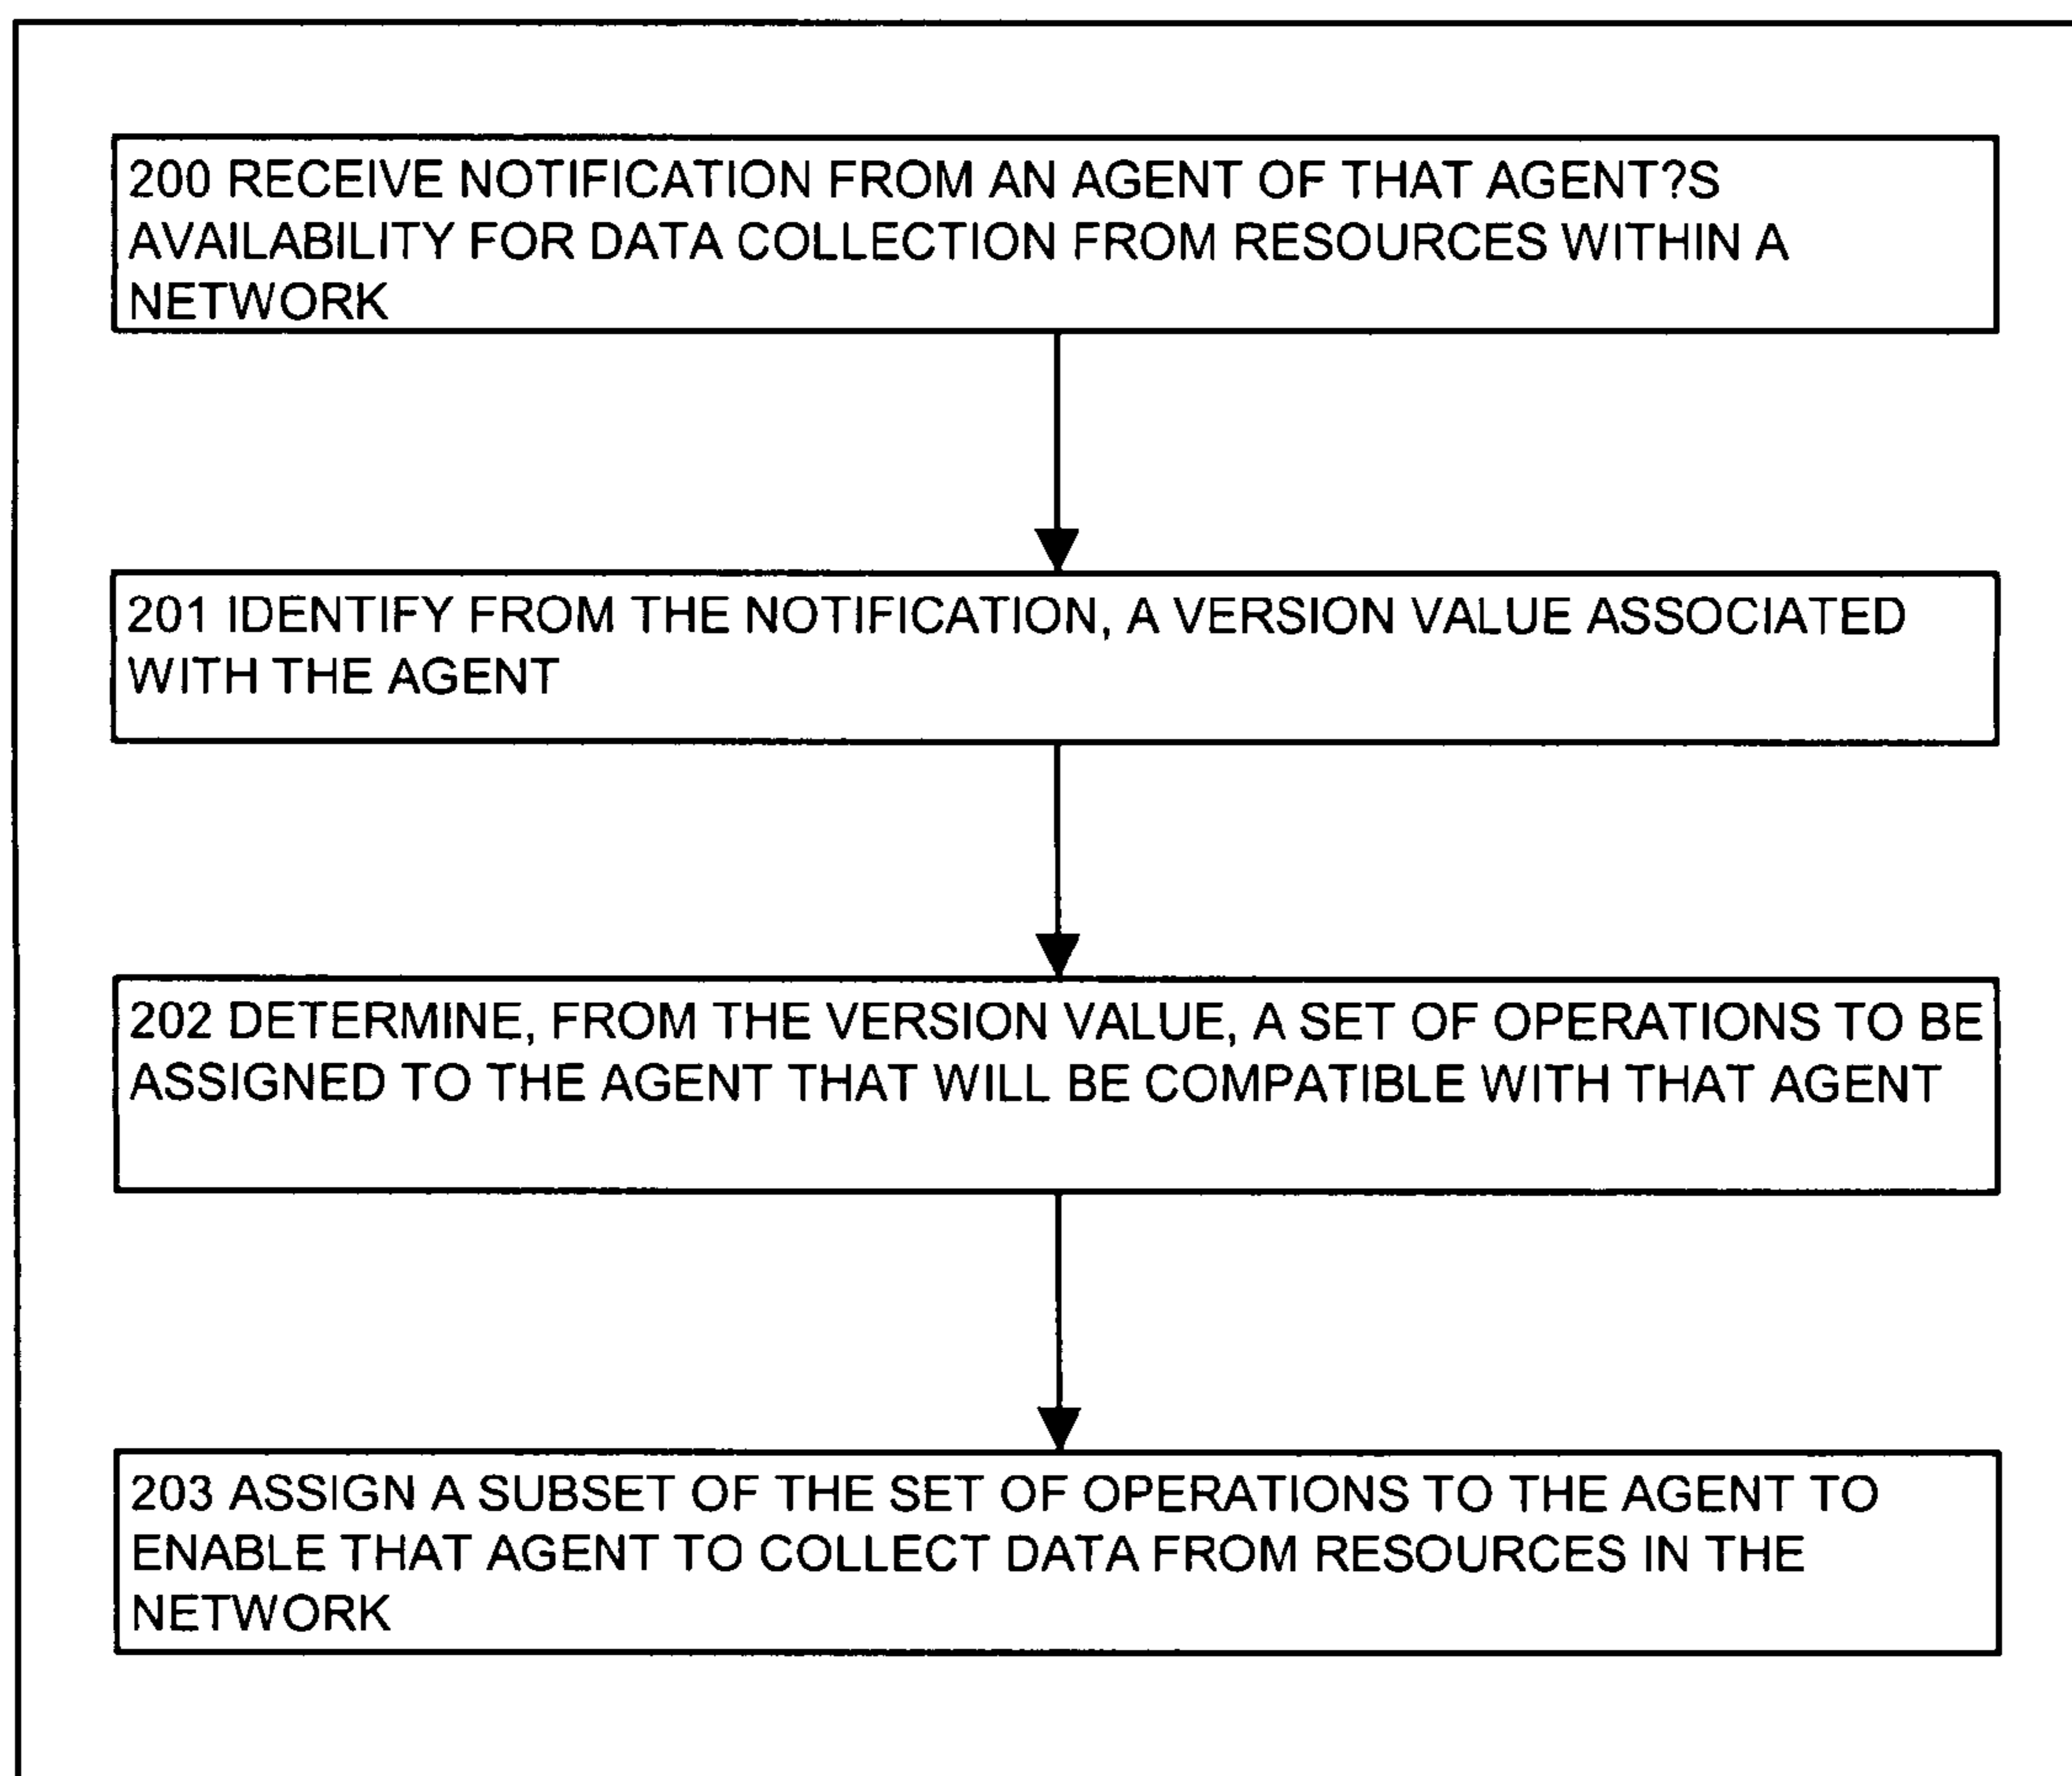 200 RECEIVE NOTIFICATION FROM AN AGENT OF THAT AGENT?S
AVAILABILITY FOR DATA COLLECTION FROM RESOURCES WITHIN A
NETWORK
201 IDENTIFY FROM THE NOTIFICATION, A VERSION VALUE ASSOCIATED
WITH THE AGENT
202 DETERMINE, FROM THE VERSION VALUE, A SET OF OPERATIONS TO BE
ASSIGNED TO THE AGENT THAT WILL BE COMPATIBLE WITH THAT AGENT
203 ASSIGN A SUBSET OF THE SET OF OPERATIONS TO THE AGENT TO
ENABLE THAT AGENT TO COLLECT DATA FROM RESOURCES IN THE
NETWORK